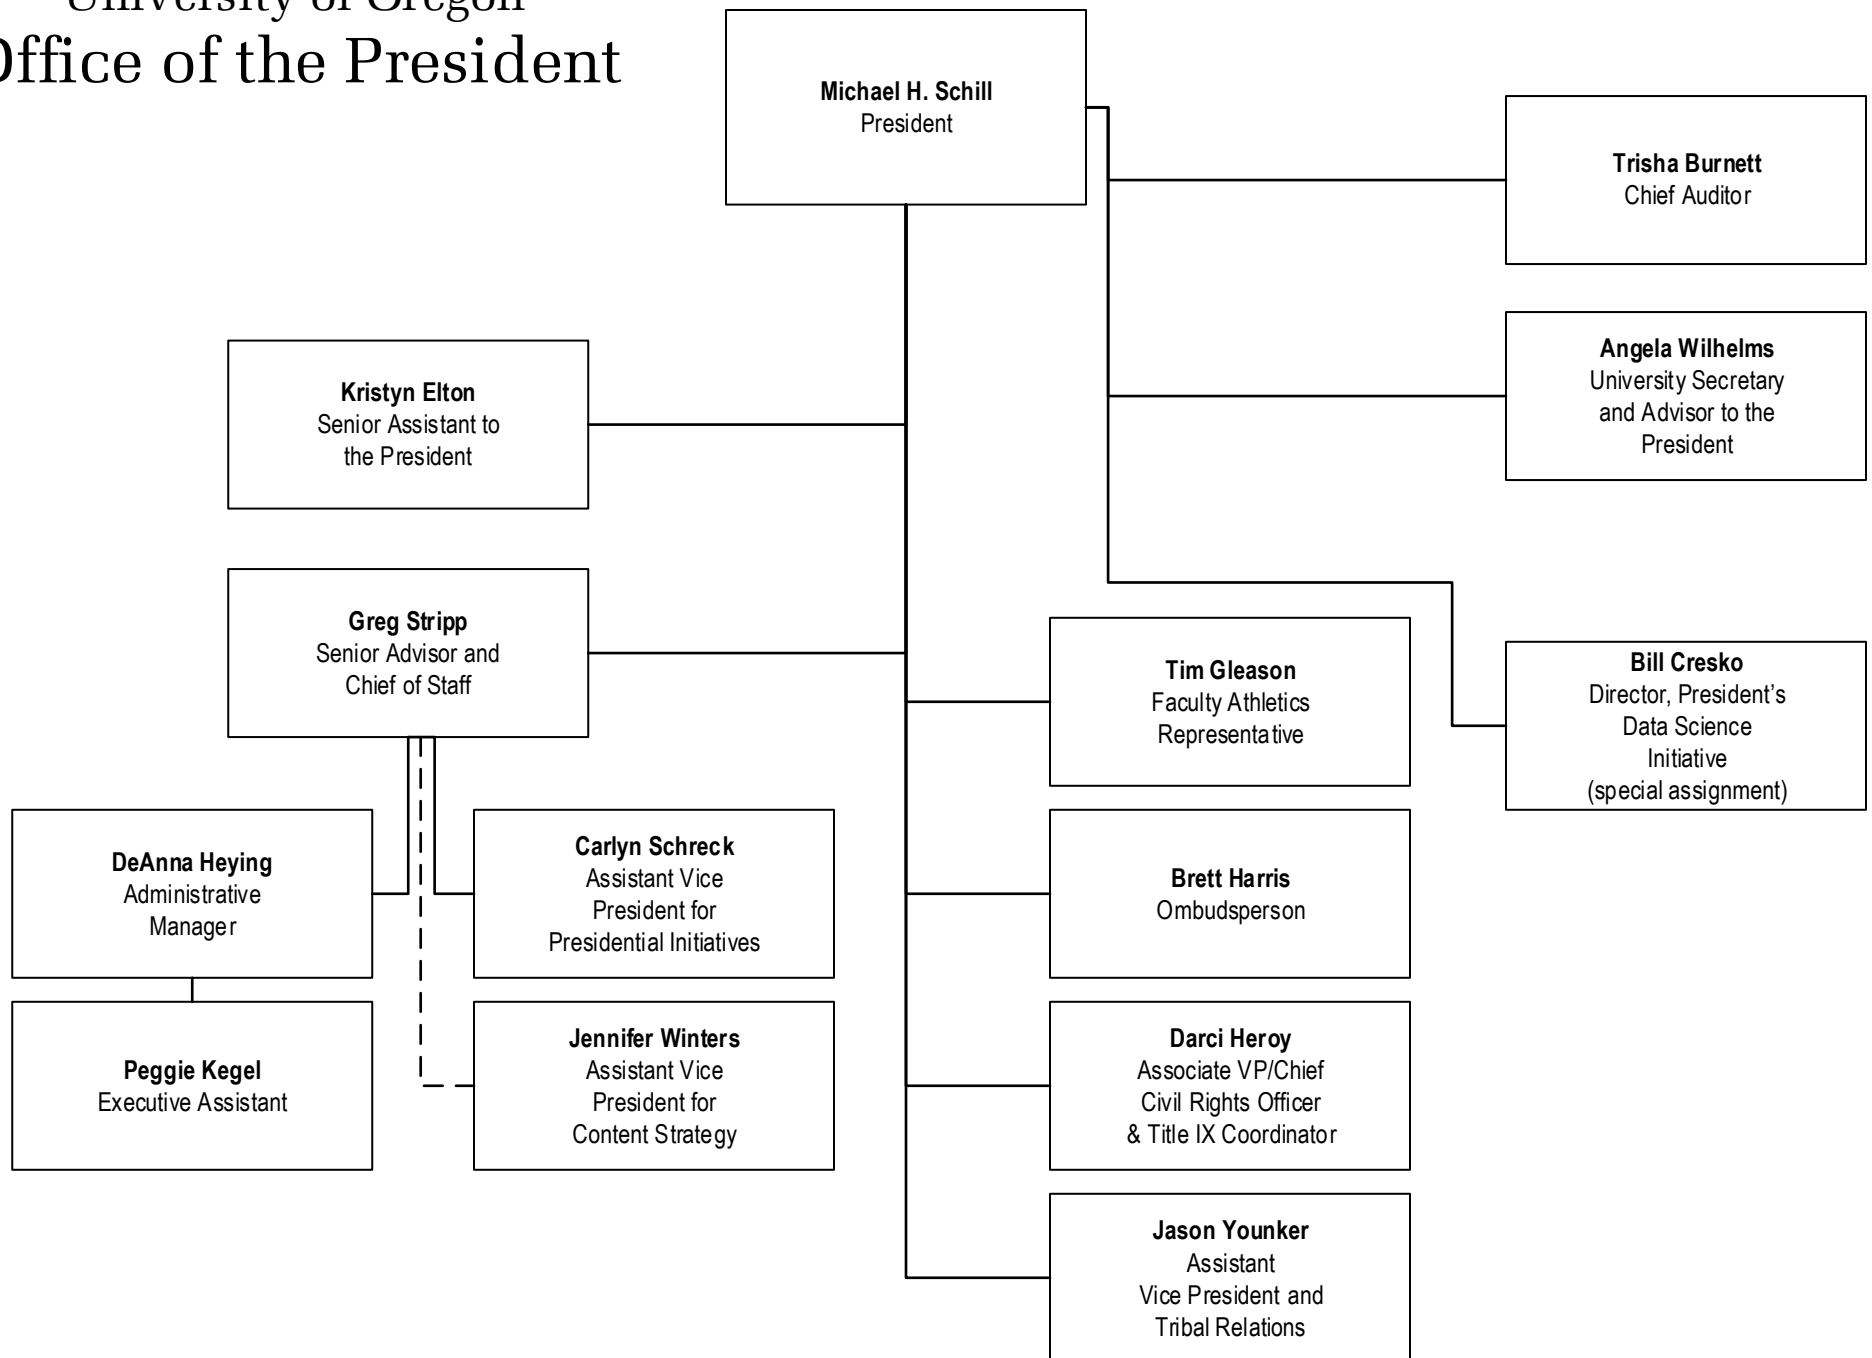 University of Oregon
Office of the President
Michael H. Schill
President
Trisha Burnett
Chief Auditor
Angela Wilhelms
University Secretary
and Advisor to the
President
Kristyn Elton
Senior Assistant to
the President
Greg Stripp
Senior Advisor and
Chief of Staff
Tim Gleason
Faculty Athletics
Representative
Bill Cresko
Director, President’s
Data Science
Initiative
(special assignment)
DeAnna Heying
Administrative
Manager
Carlyn Schreck
Assistant Vice
President for
Presidential Initiatives
Brett Harris
Ombudsperson
Peggie Kegel
Executive Assistant
Jennifer Winters
Assistant Vice
President for
Content Strategy
Darci Heroy
Associate VP/Chief
Civil Rights Officer
& Title IX Coordinator
Jason Younker
Assistant
Vice President and
Tribal Relations